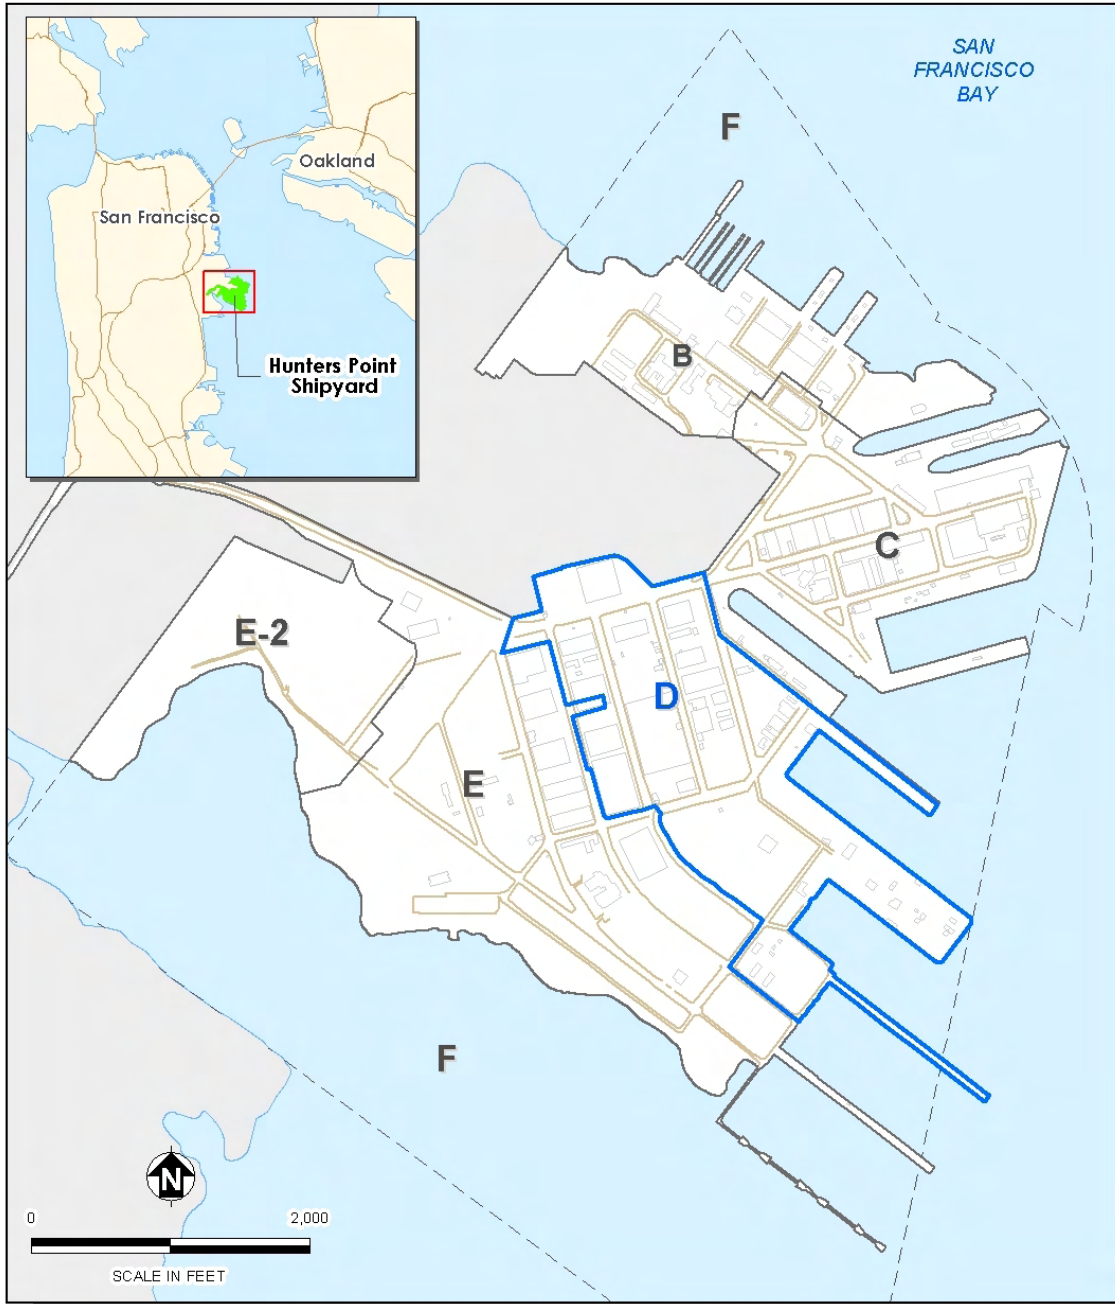 SAN
FRANCISCO
BAY
F
Oakland
San Francisco
Hunters Point
Shipyard
B
C
E-2
D
E
F
N
0 2,000
SCALE IN FEET